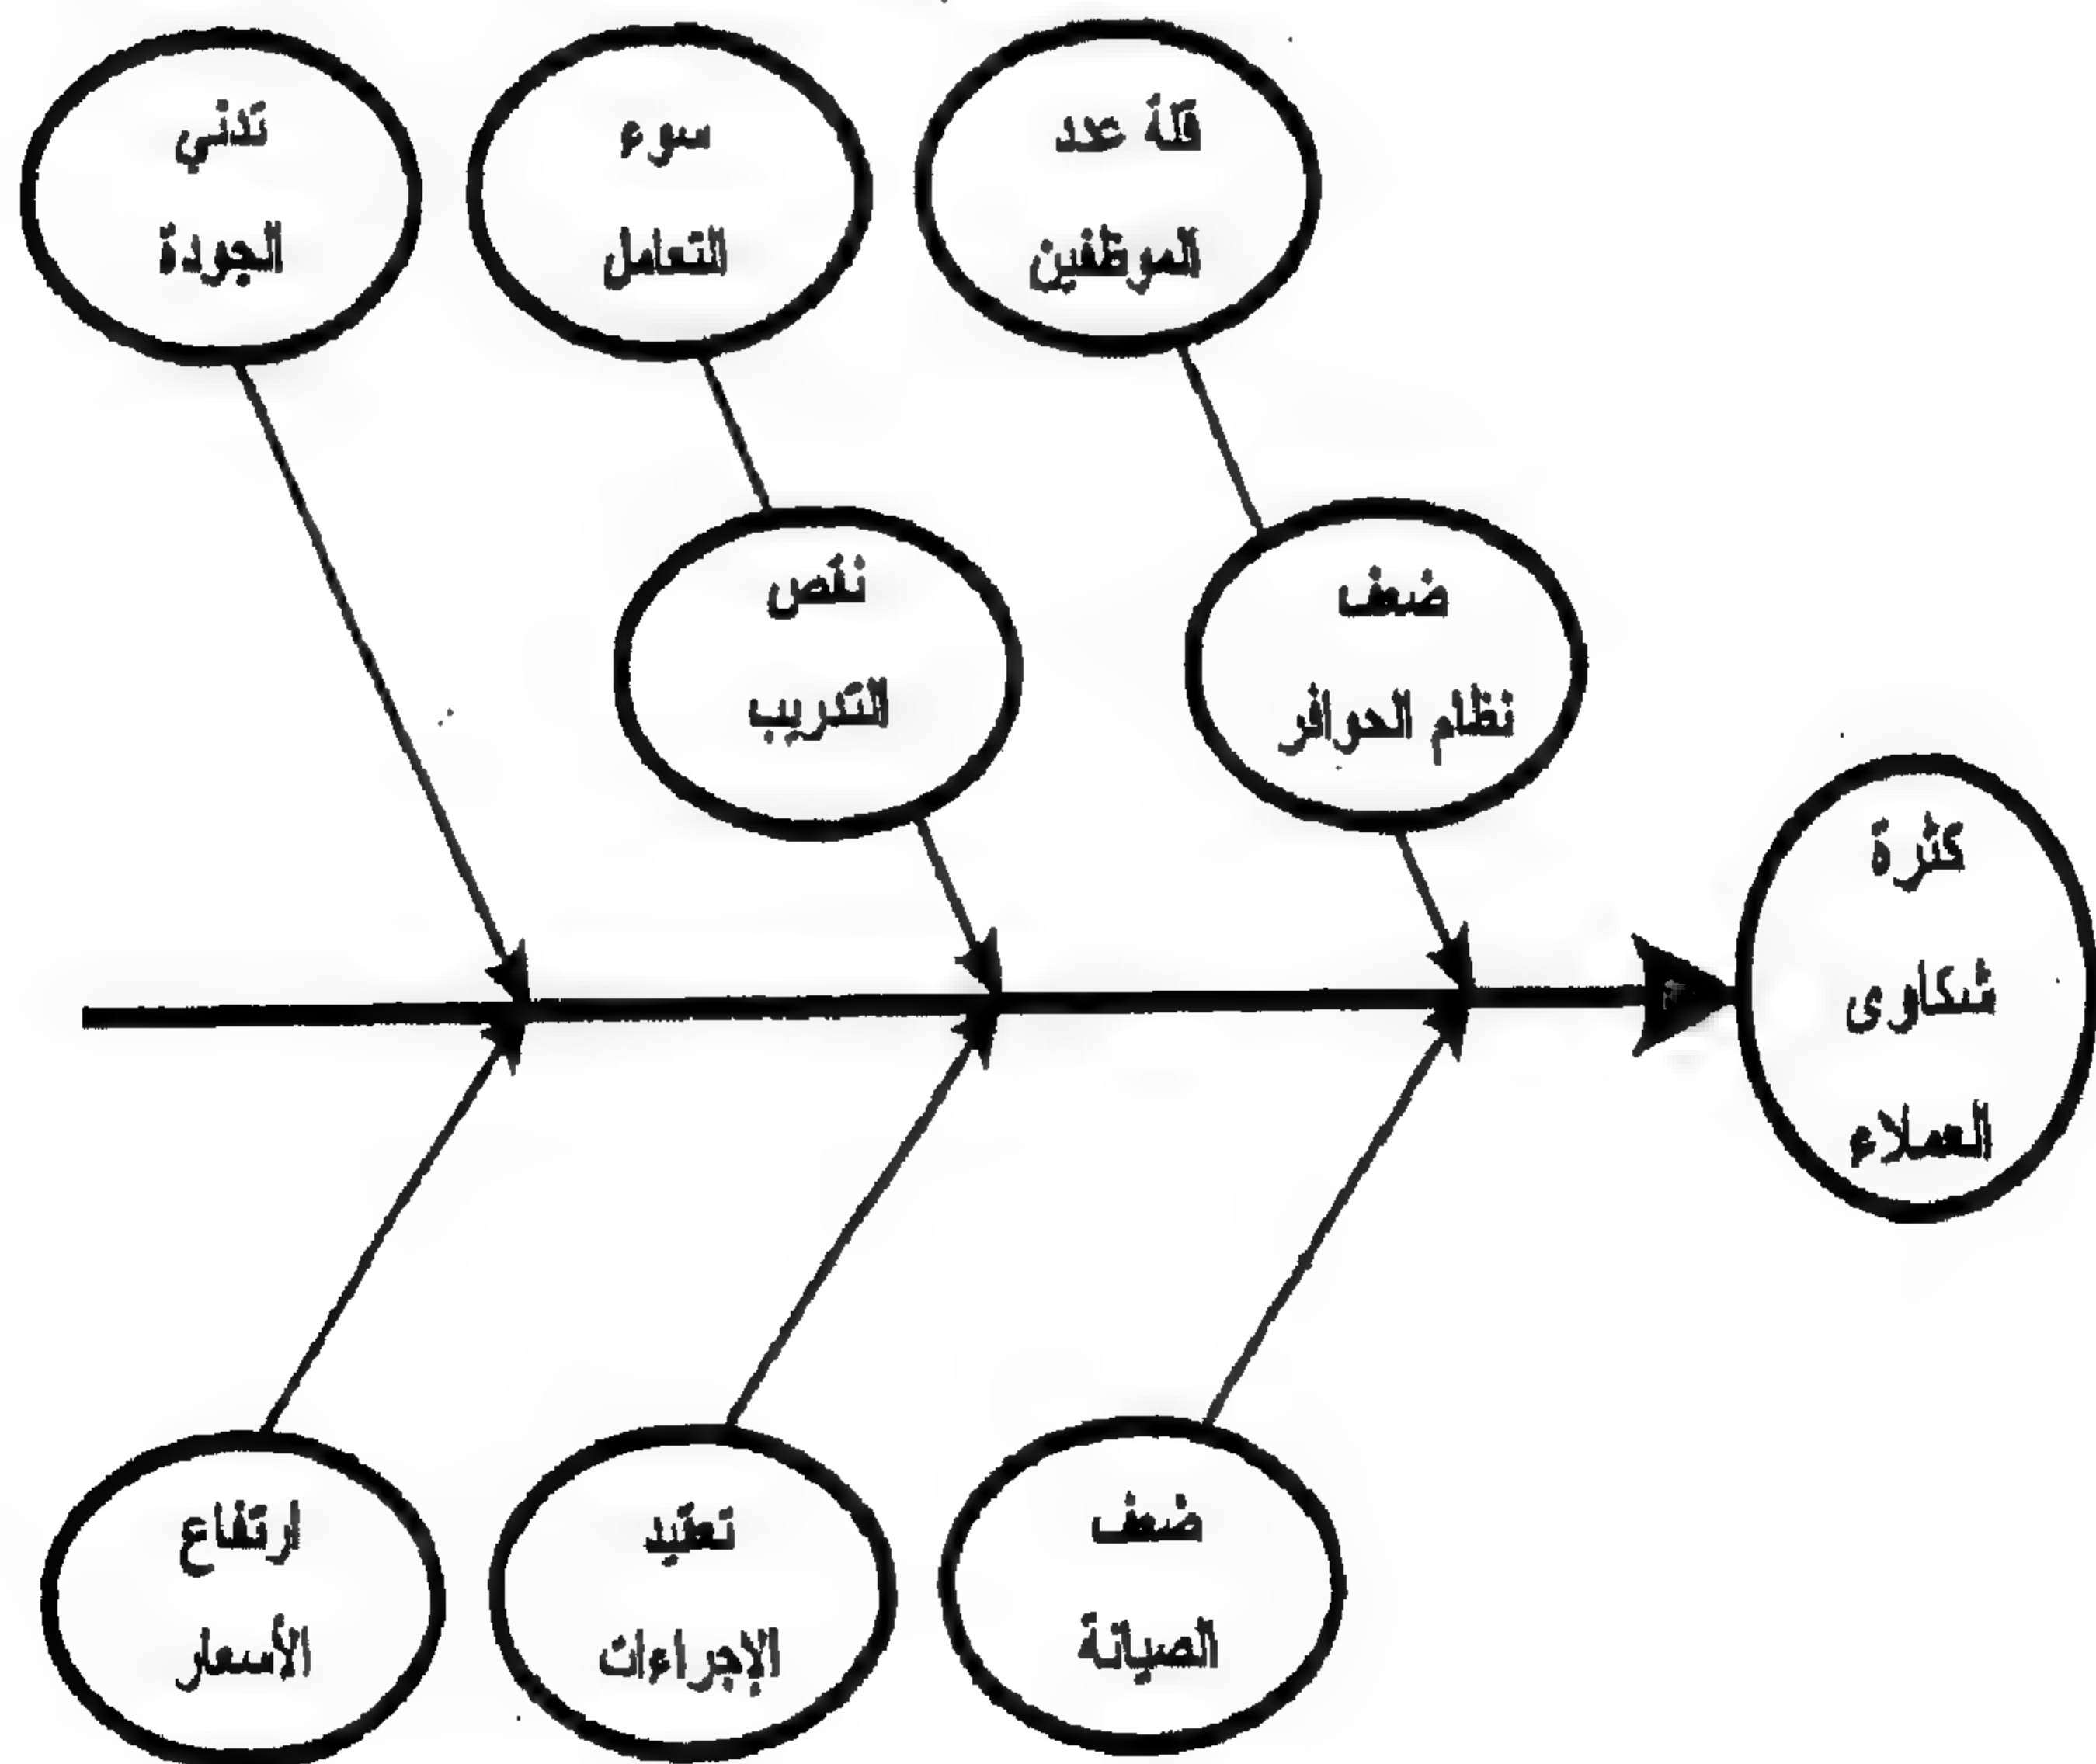 قلة عدد
الموظفين
سوء
التعامل
تدني
الجودة
ضعف
نظام الحوافز
نقص
التدريب
كثرة
شكاوى
العملاء
ضعف
الصيانة
تعقيد
الإجراءات
ارتفاع
الأسعار